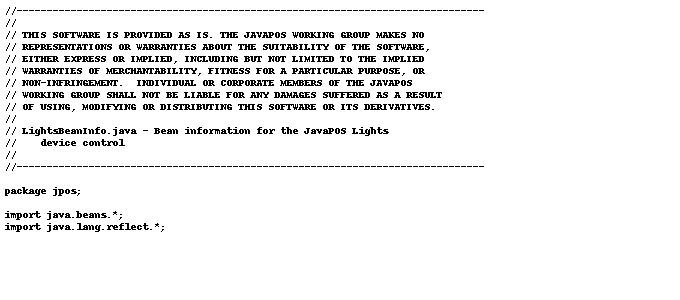 //------------------------------------------------------------------------------
//
// THIS SOFTWARE IS PROVIDED AS IS. THE JAVAPOS WORKING GROUP MAKES NO
// REPRESENTATIONS OR WARRANTIES ABOUT THE SUITABILITY OF THE SOFTWARE,
// EITHER EXPRESS OR IMPLIED, INCLUDING BUT NOT LIMITED TO THE IMPLIED
// WARRANTIES OF MERCHANTABILITY, FITNESS FOR A PARTICULAR PURPOSE, OR
// NON-INFRINGEMENT.  INDIVIDUAL OR CORPORATE MEMBERS OF THE JAVAPOS
// WORKING GROUP SHALL NOT BE LIABLE FOR ANY DAMAGES SUFFERED AS A RESULT
// OF USING, MODIFYING OR DISTRIBUTING THIS SOFTWARE OR ITS DERIVATIVES.
//
// LightsBeanInfo.java - Bean information for the JavaPOS Lights
//    device control
//
//------------------------------------------------------------------------------
package jpos;
import java.beans.*;
import java.lang.reflect.*;